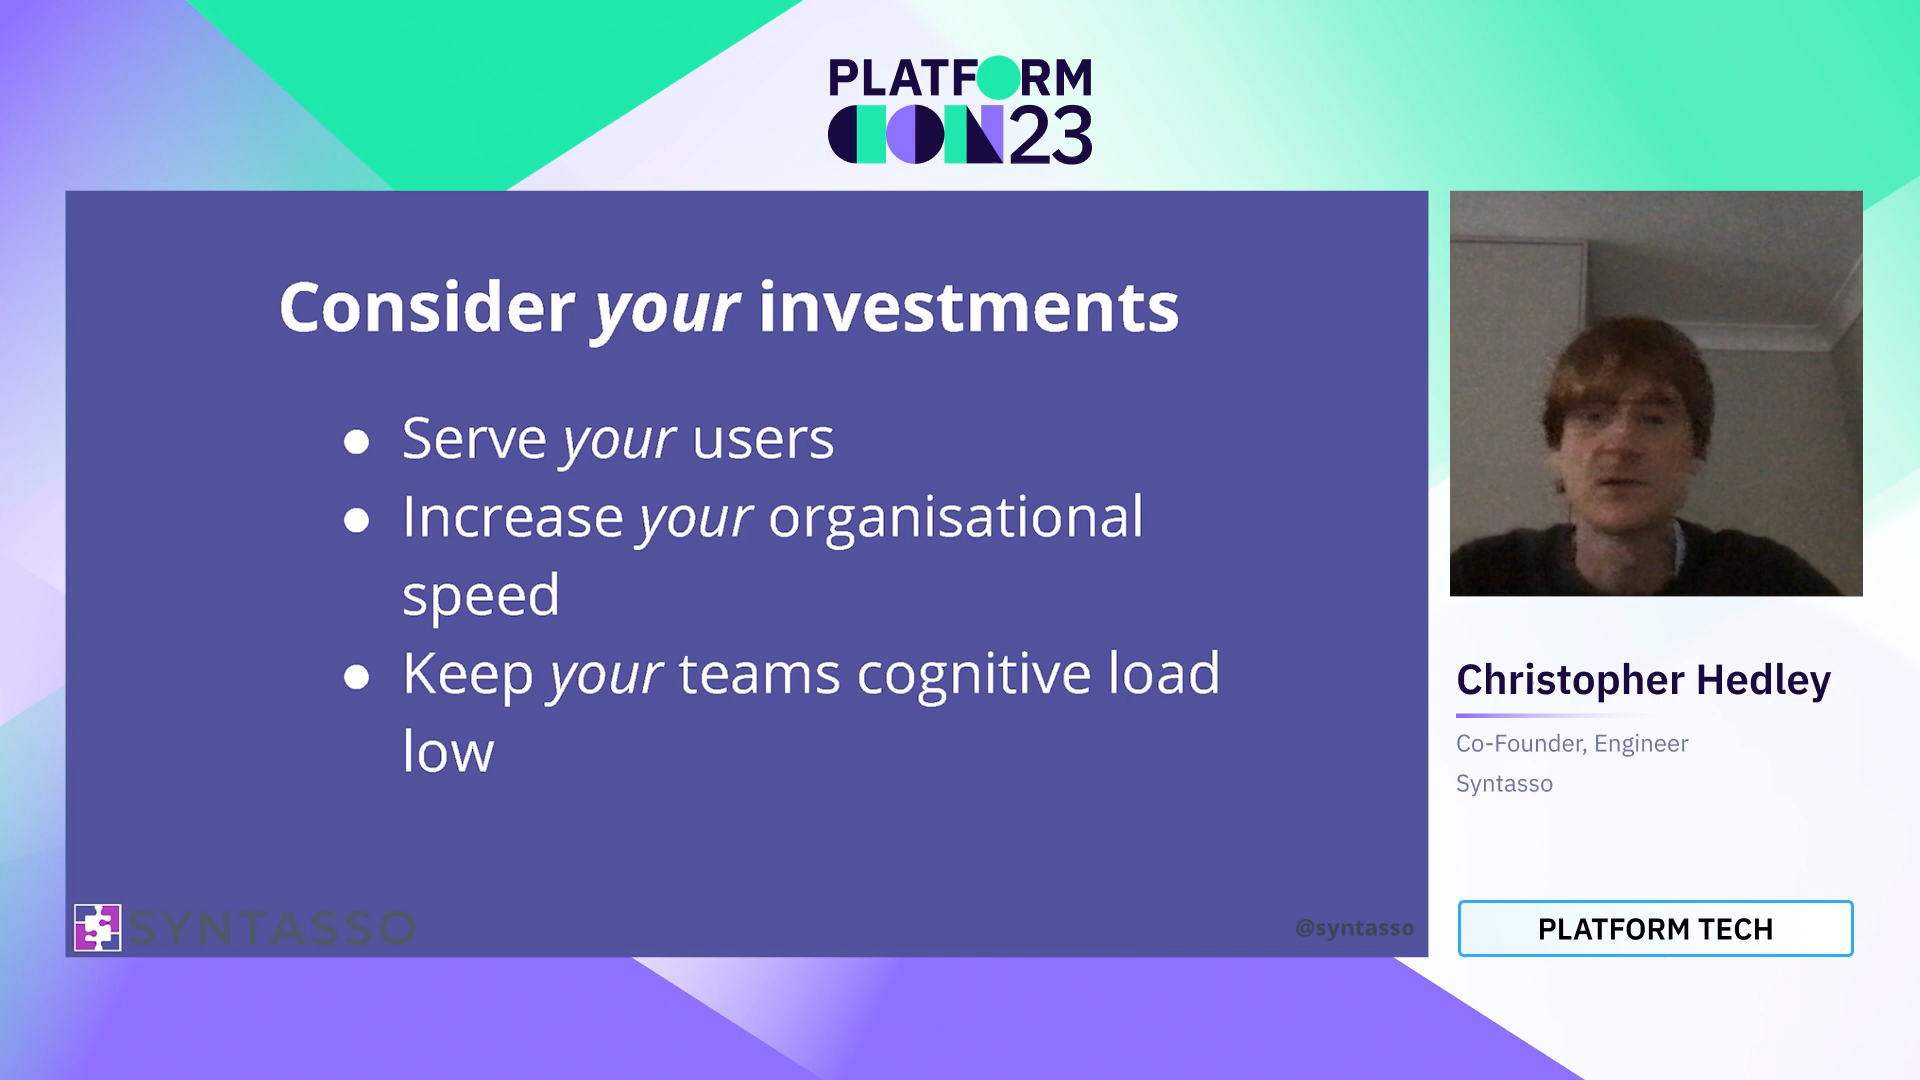 PLATFORM
CON23
Consider your investments
● Serve your users
● Increase your organisational
speed
● Keep your teams cognitive load
low
SYNTASSO
@syntasso
Christopher Hedley
Co-Founder, Engineer
Syntasso
PLATFORM TECH